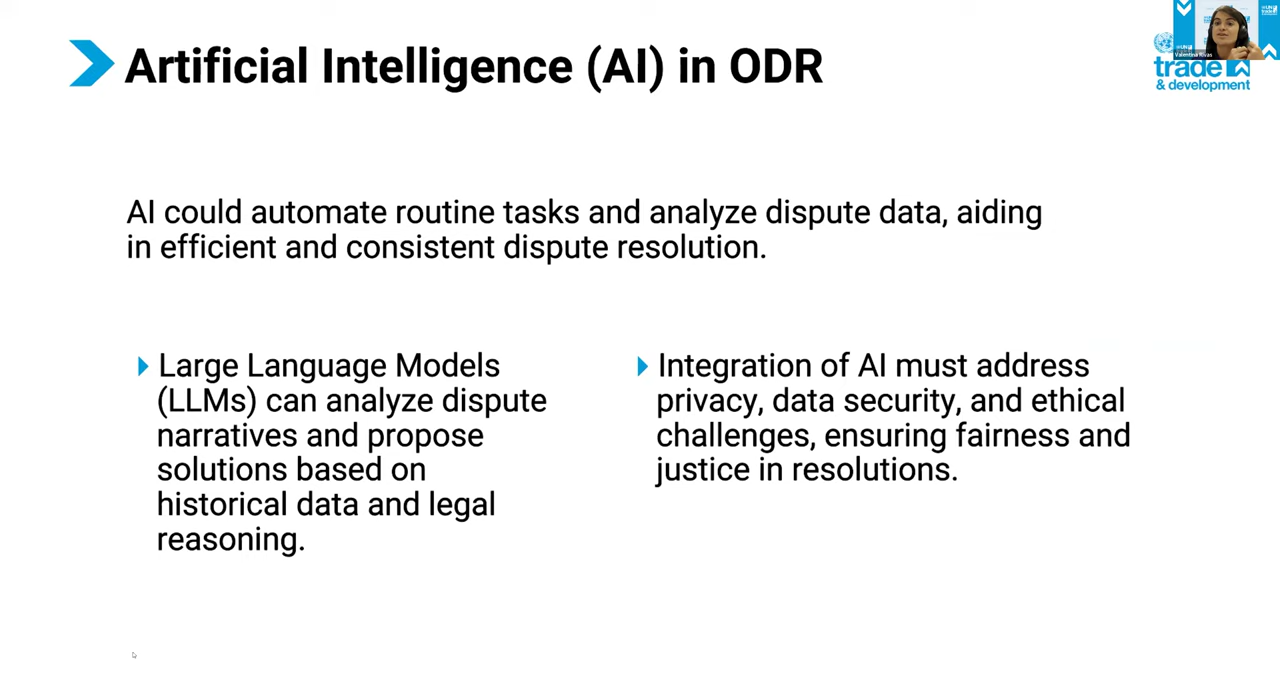 Artificial Intelligence (AI) in ODR
Valentina Rivas
trade
& development
AI could automate routine tasks and analyze dispute data, aiding
in efficient and consistent dispute resolution.
Large Language Models
(LLMs) can analyze dispute
narratives and propose
solutions based on
historical data and legal
reasoning.
Integration of AI must address
privacy, data security, and ethical
challenges, ensuring fairness and
justice in resolutions.